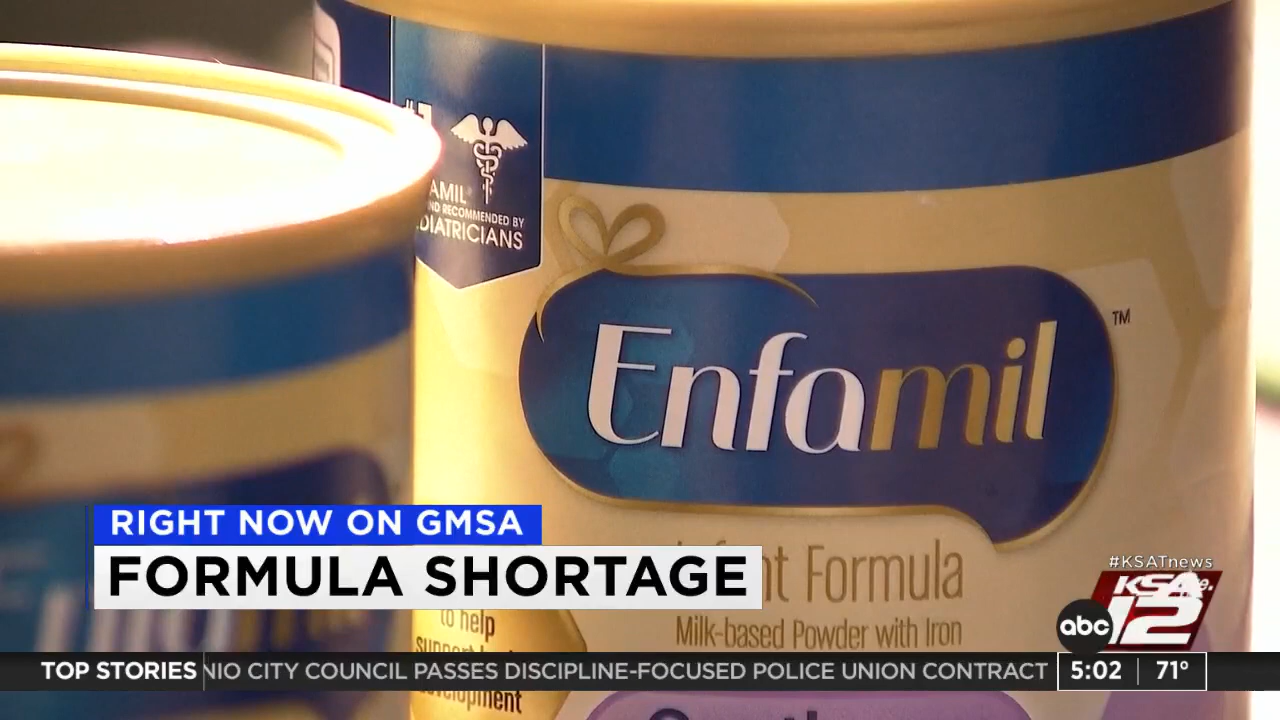 #1
AMIL
ND RECOMMENDED BY
DIATRICIANS
Enfamil
TM
nt Formula
Milk-based Powder with Iron
to help
RIGHT NOW ON GMSA
FORMULA SHORTAGE
#KSATnews
abc
12
TOP STORIES
NIO CITY COUNCIL PASSES DISCIPLINE-FOCUSED POLICE UNION CONTRACT
5:02
71°